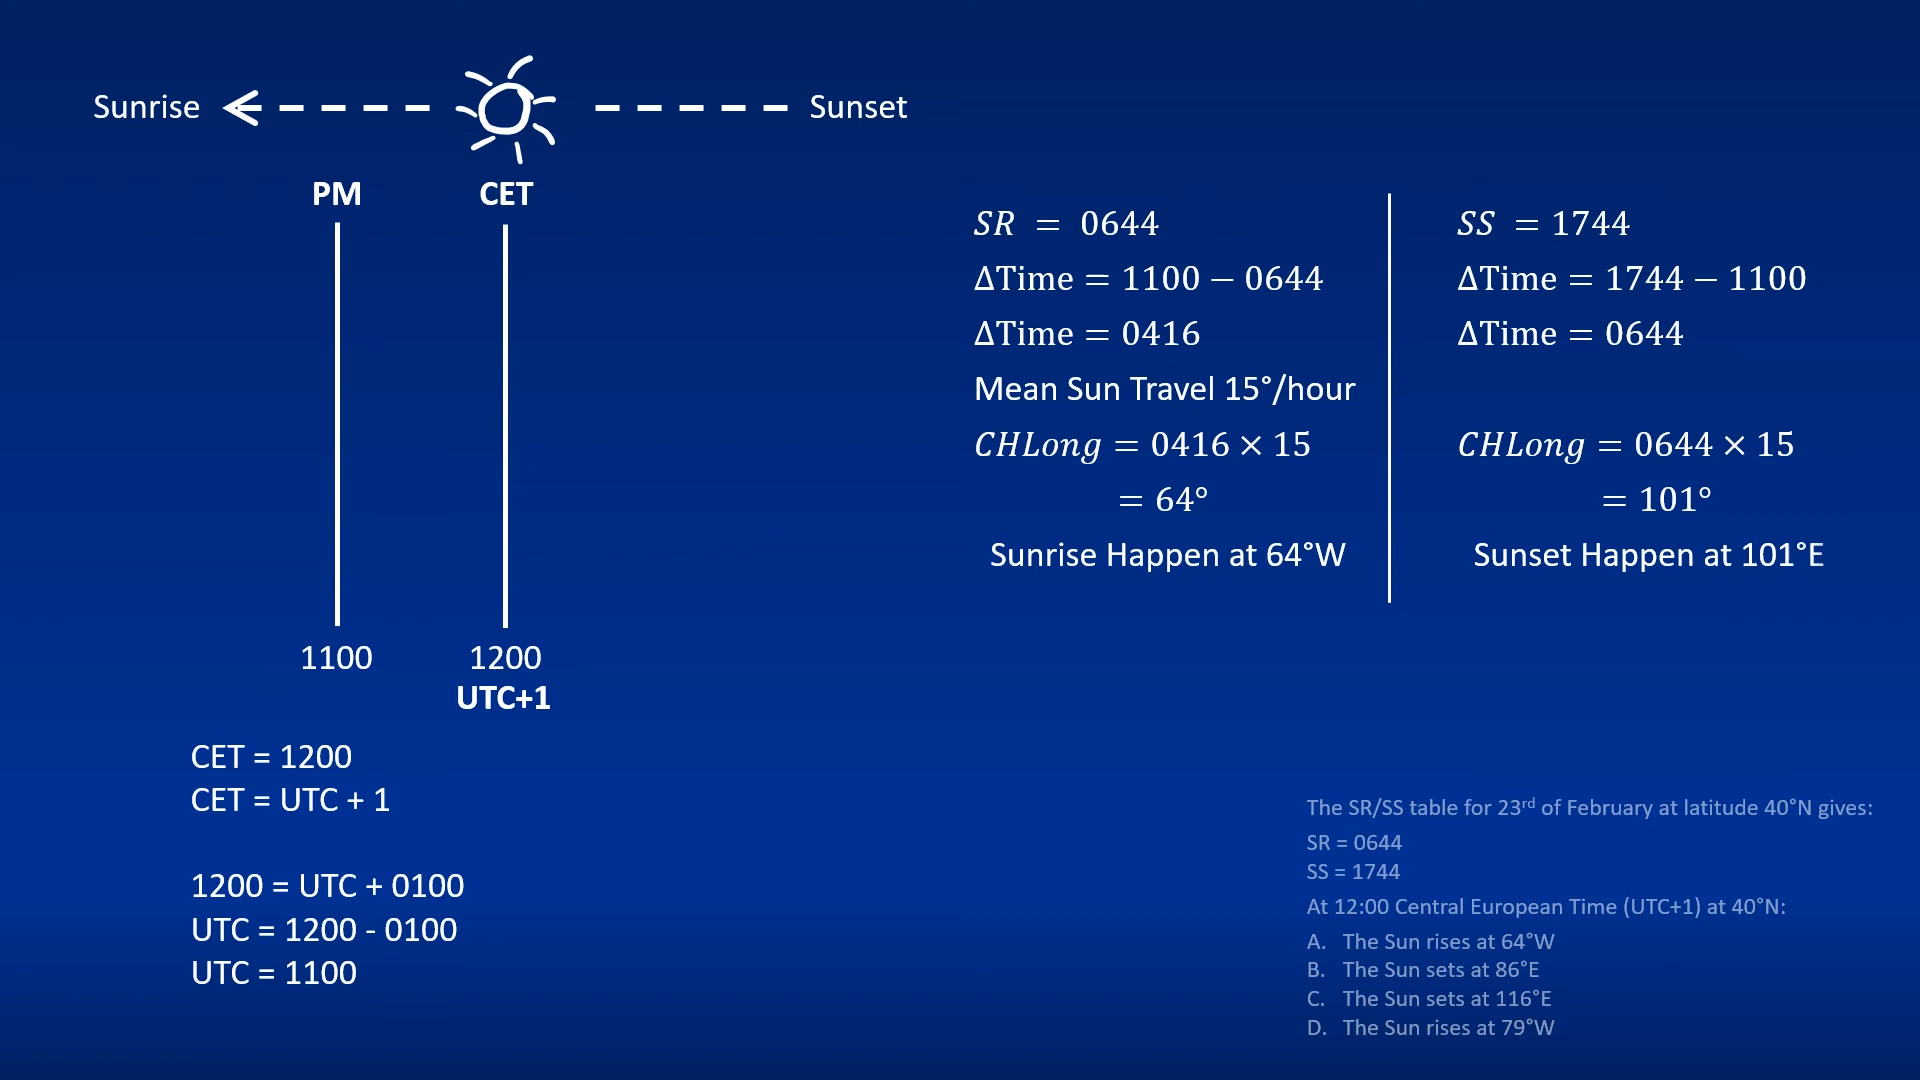 Sunrise
Sunset
PM
CET
1100
1200
UTC+1
CET = 1200
CET = UTC + 1
1200 = UTC + 0100
UTC = 1200 - 0100
UTC = 1100
SR = 0644
ΔTime = 1100 − 0644
ΔTime = 0416
Mean Sun Travel 15°/hour
CHLong = 0416 × 15
= 64°
Sunrise Happen at 64°W
SS = 1744
ΔTime = 1744 − 1100
ΔTime = 0644
CHLong = 0644 × 15
= 101°
Sunset Happen at 101°E
The SR/SS table for 23rd of February at latitude 40°N gives:
SR = 0644
SS = 1744
At 12:00 Central European Time (UTC+1) at 40°N:
A. The Sun rises at 64°W
B. The Sun sets at 86°E
C. The Sun sets at 116°E
D. The Sun rises at 79°W